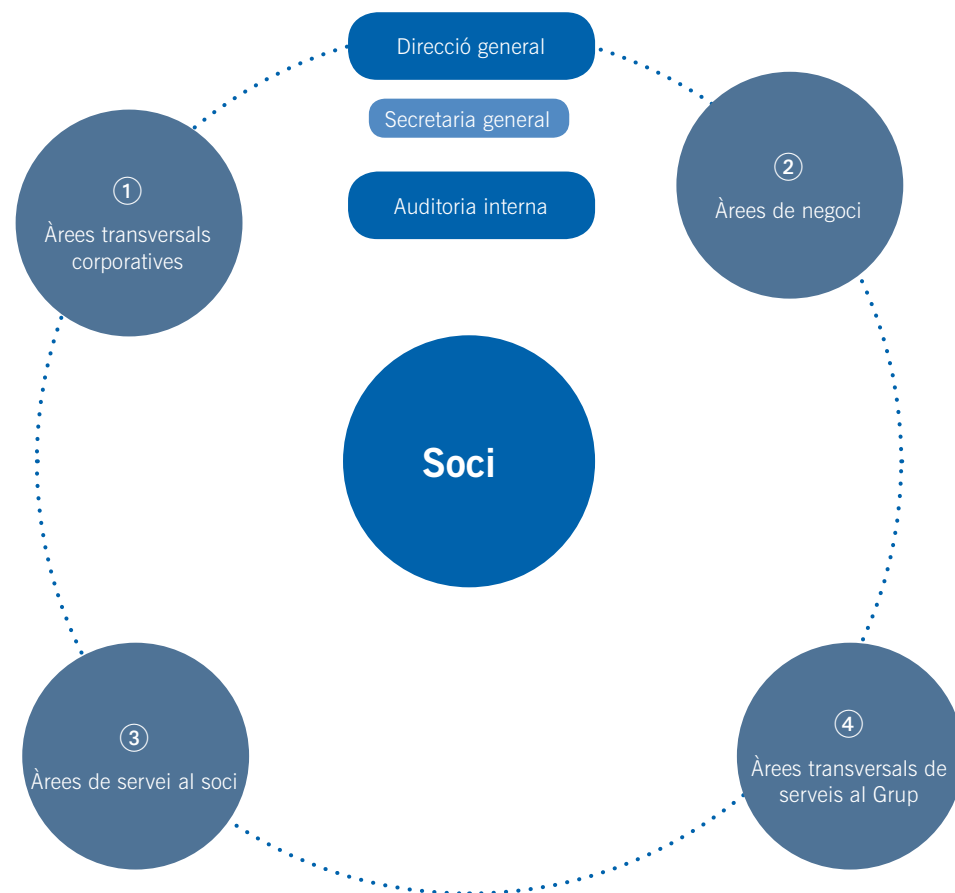 Direcció general
Secretaria general
Auditoria interna
①
Àrees transversals
corporatives
②
Àrees de negoci
Soci
③
Àrees de servei al soci
④
Àrees transversals de
serveis al Grup